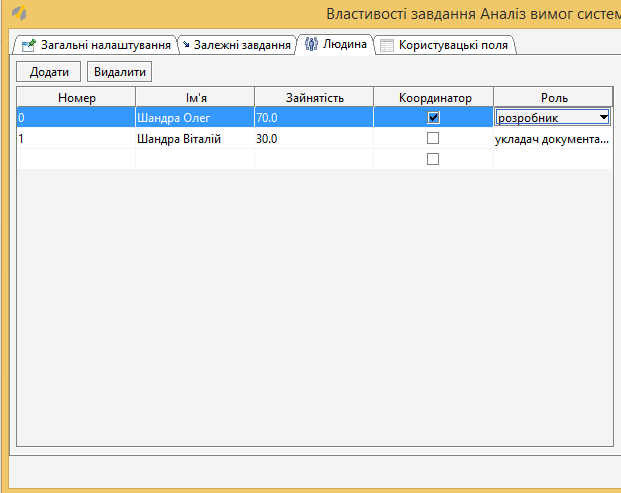 Властивості завдання Аналіз вимог систем
Загальні налаштування Залежні завдання Людина Користувацькі поля
Додати Видалити
Номер Ім'я Зайнятість Координатор Роль
0 Шандра Олег 70.0 розробник
1 Шандра Віталій 30.0 укладач документа...